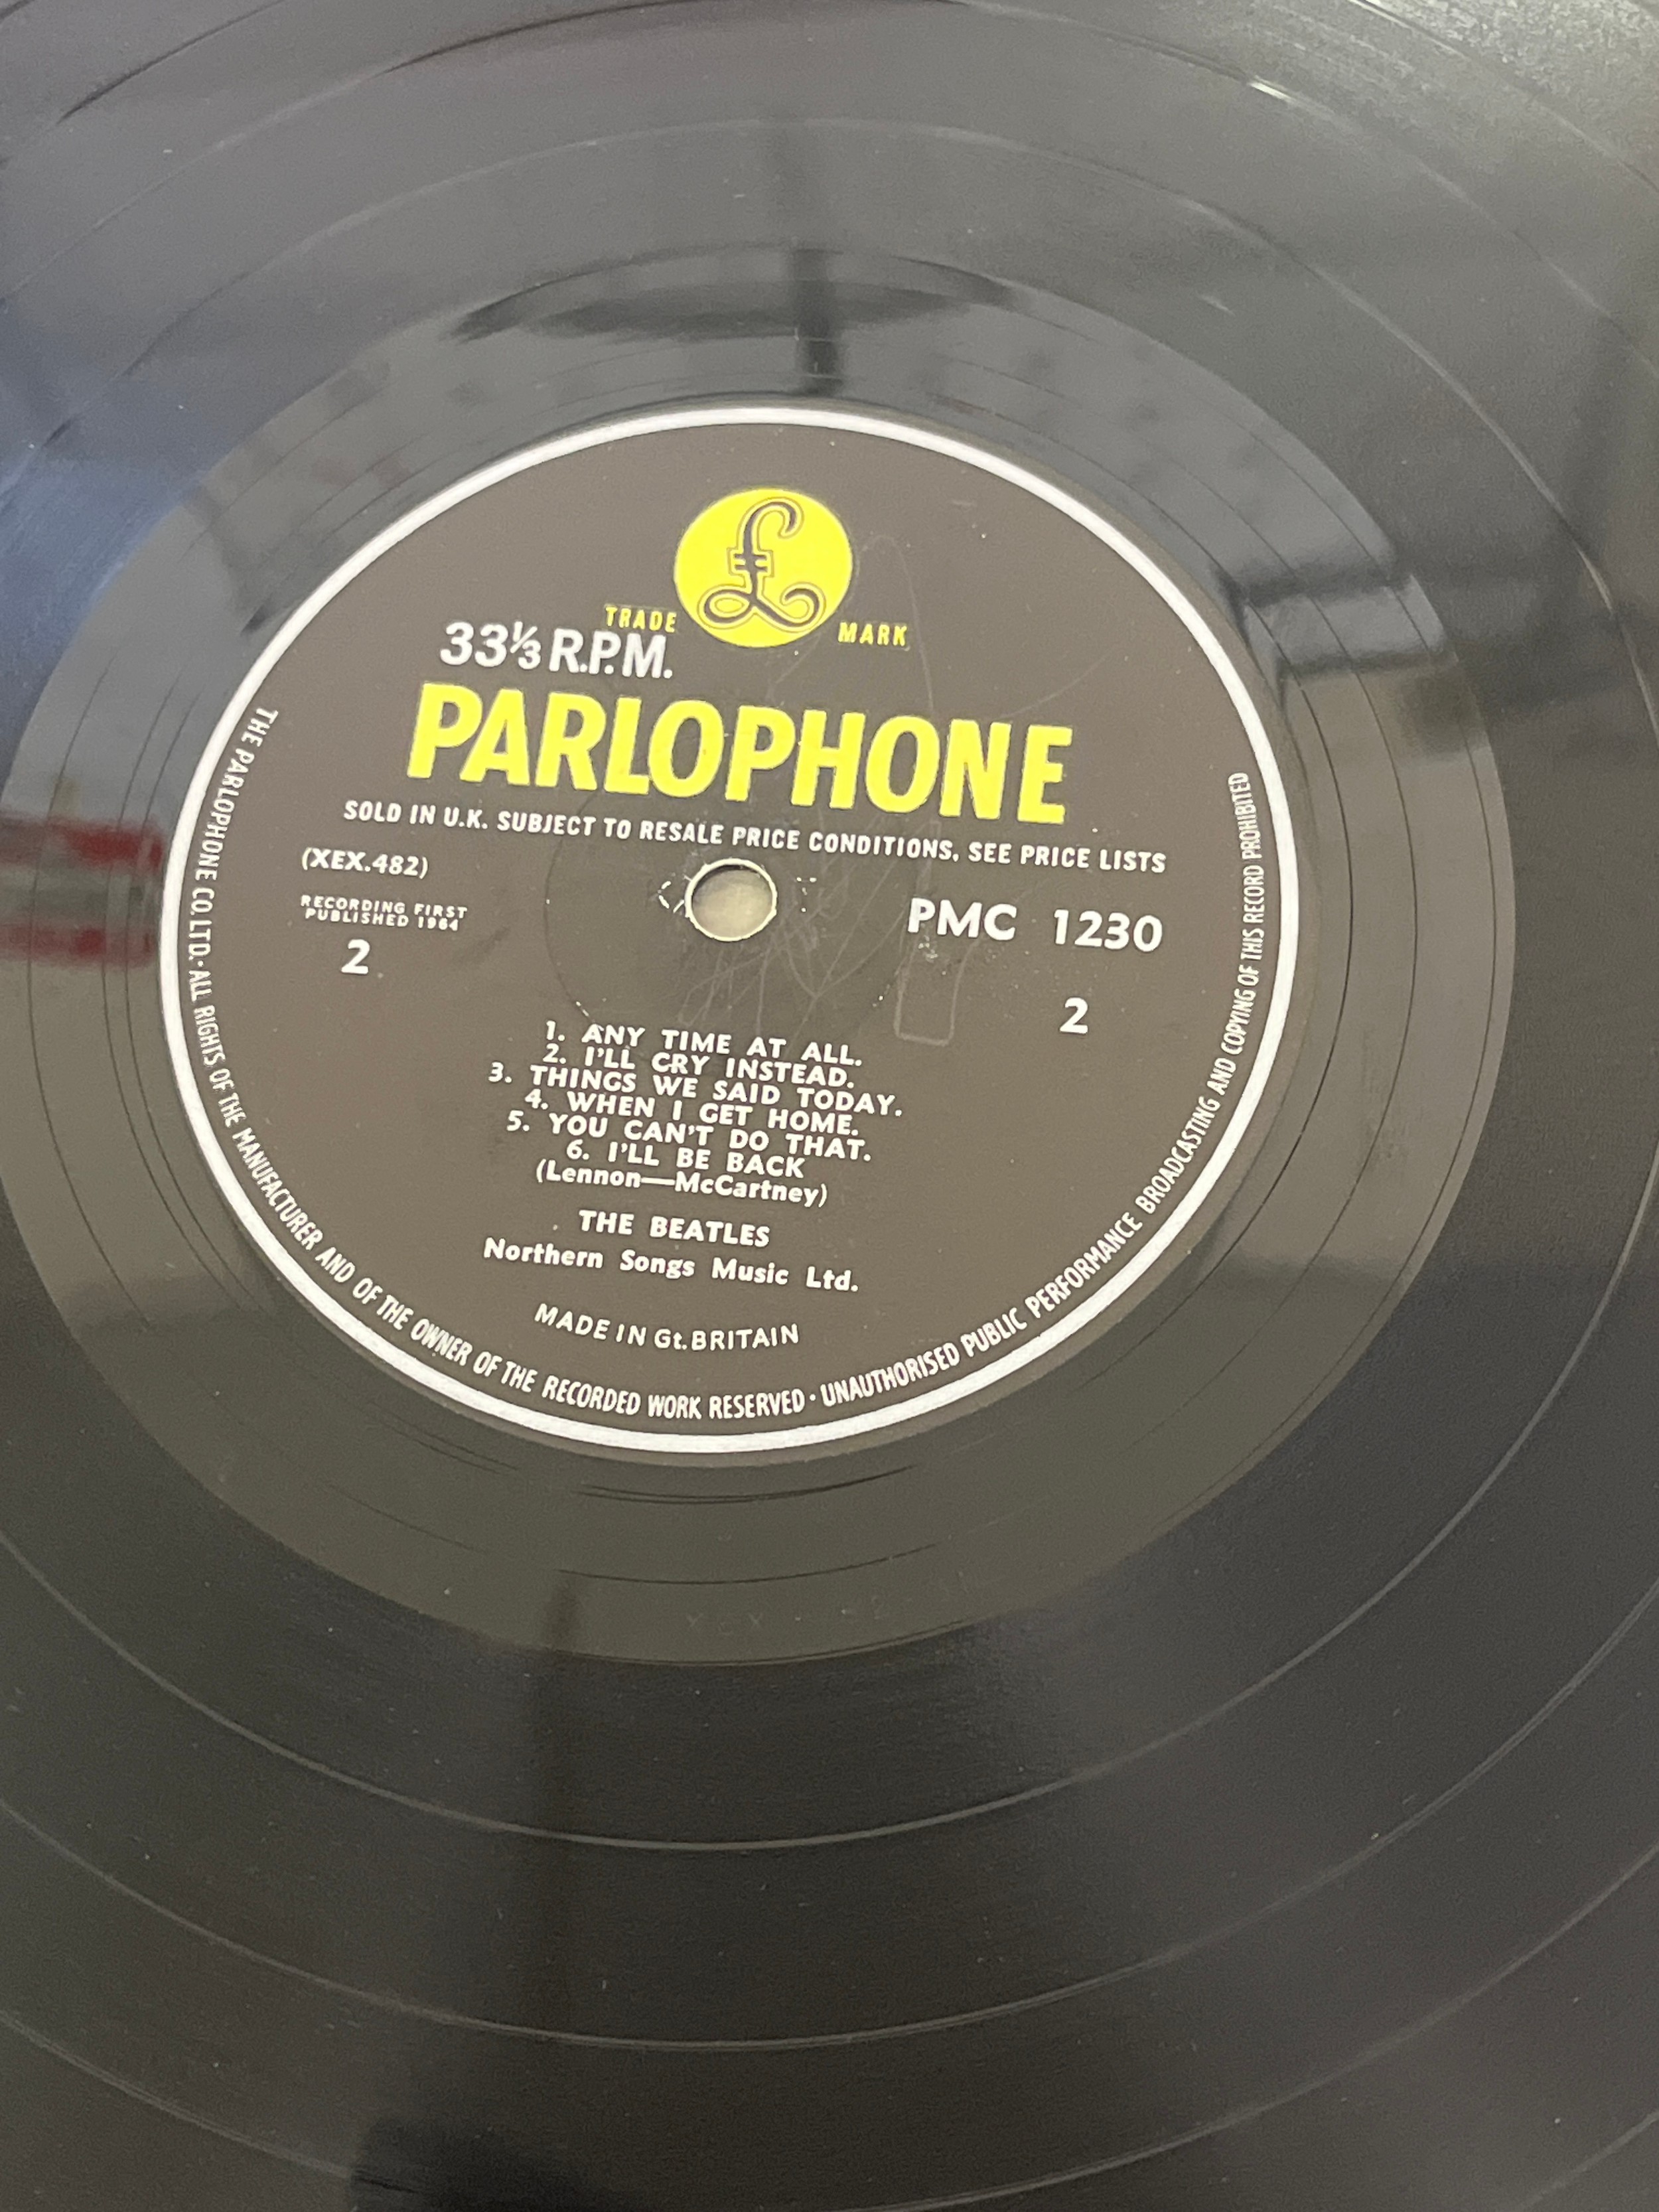 TRADE MARK
33⅓ R.P.M.
PARLOPHONE
SOLD IN U.K. SUBJECT TO RESALE PRICE CONDITIONS, SEE PRICE LISTS
(XEX.482)
RECORDING FIRST
PUBLISHED 1964
2
PMC 1230
2
1. ANY TIME AT ALL.
2. I'LL CRY INSTEAD.
3. THINGS WE SAID TODAY.
4. WHEN I GET HOME.
5. YOU CAN'T DO THAT.
6. I'LL BE BACK
(Lennon—McCartney)
THE BEATLES
Northern Songs Music Ltd.
MADE IN Gt. BRITAIN
THE PARLOPHONE CO. LTD. · ALL RIGHTS OF THE MANUFACTURER AND OF THE OWNER OF THE RECORDED WORK RESERVED · UNAUTHORISED PUBLIC PERFORMANCE BROADCASTING AND COPYING OF THIS RECORD PROHIBITED